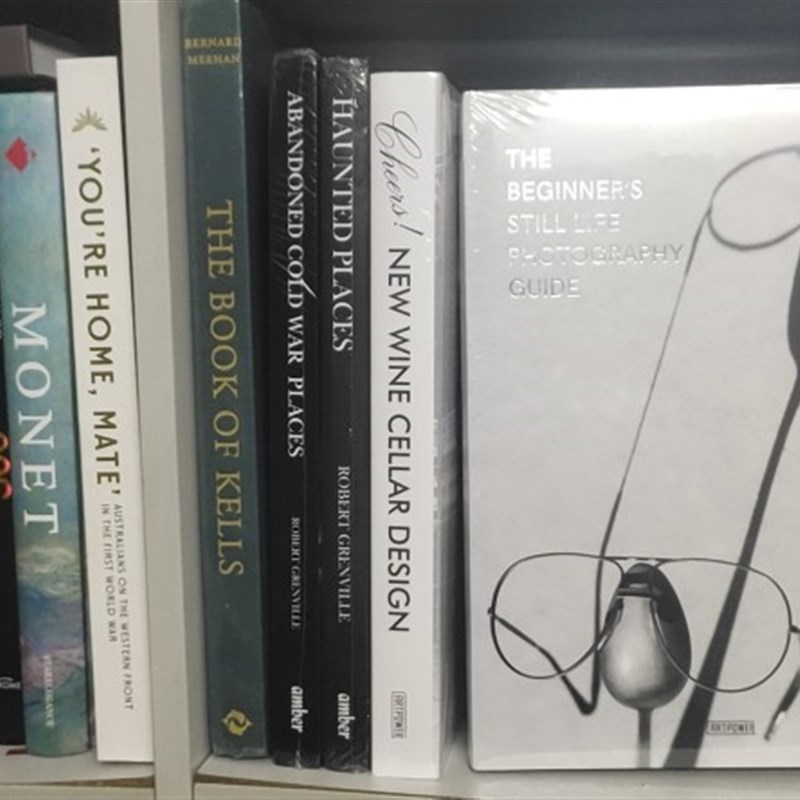 MONET
'YOU'RE HOME, MATE'
AUSTRALIANS ON THE WESTERN FRONT
IN THE FIRST WORLD WAR
BERNARD
MEEHAN
THE BOOK OF KELLS
ABANDONED COLD WAR PLACES
ROBERT GRENVILLE
amber
HAUNTED PLACES
ROBERT GRENVILLE
amber
Cheers! NEW WINE CELLAR DESIGN
ARTPOWER
THE
BEGINNER'S
STILL LIFE
PHOTOGRAPHY
GUIDE
ARTPOWER